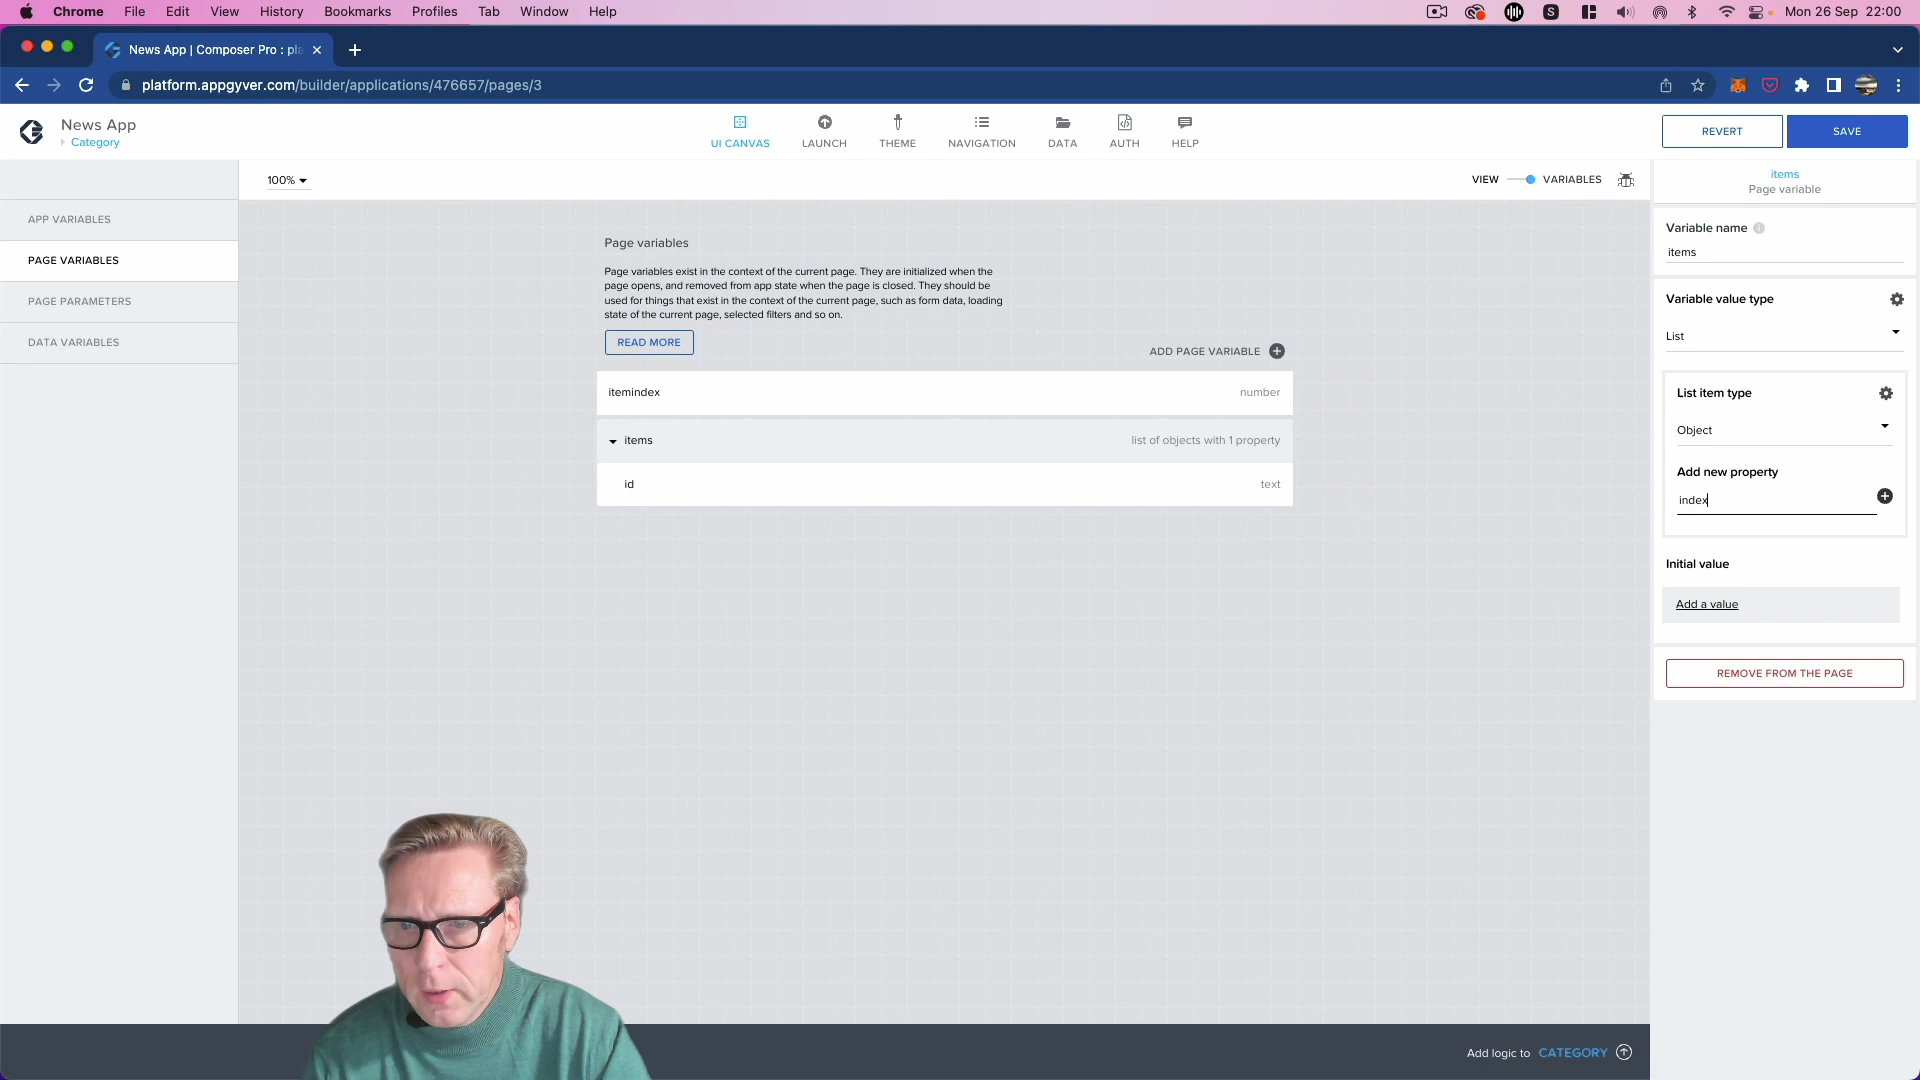 Chrome File Edit View History Bookmarks Profiles Tab Window Help
S
Mon 26 Sep 22:00
News App | Composer Pro : pla
platform.appgyver.com/builder/applications/476657/pages/3
News App
Category
UI CANVAS
LAUNCH
THEME
NAVIGATION
DATA
AUTH
HELP
REVERT
SAVE
100%
VIEW
VARIABLES
APP VARIABLES
PAGE VARIABLES
PAGE PARAMETERS
DATA VARIABLES
Page variables
Page variables exist in the context of the current page. They are initialized when the
page opens, and removed from app state when the page is closed. They should be
used for things that exist in the context of the current page, such as form data, loading
state of the current page, selected filters and so on.
READ MORE
ADD PAGE VARIABLE
itemindex number
items list of objects with 1 property
id text
items
Page variable
Variable name
items
Variable value type
List
List item type
Object
Add new property
index
Initial value
Add a value
REMOVE FROM THE PAGE
Add logic to CATEGORY